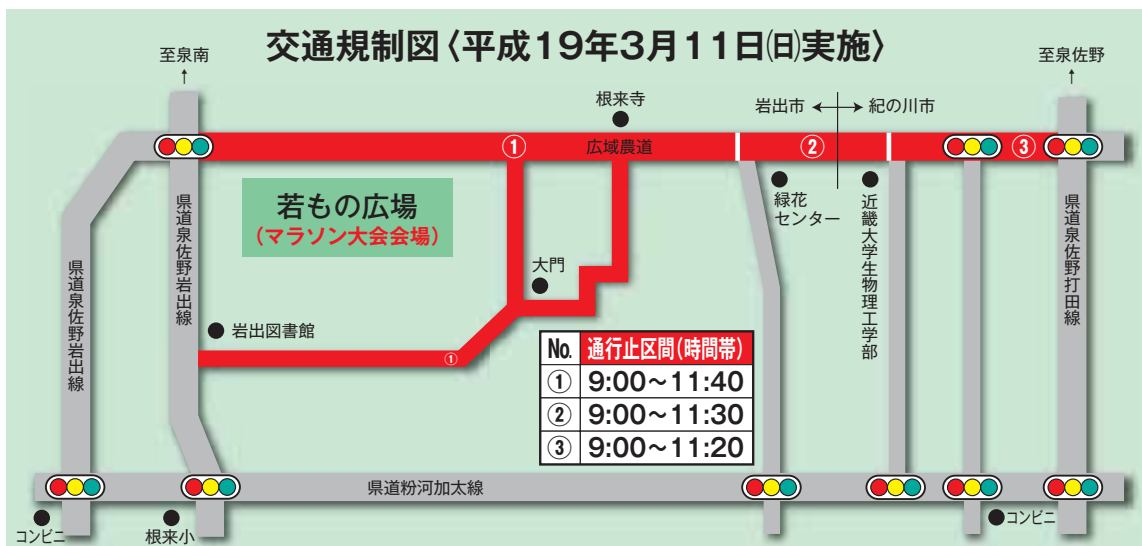 交通規制図〈平成19年3月11日(日)実施〉
至泉南
↑
至泉佐野
↑
根来寺
岩出市 ←→ 紀の川市
①
広域農道
②
③
若もの広場
(マラソン大会会場)
緑花
センター
近畿大学生物理工学部
県道泉佐野岩出線
県道泉佐野岩出線
県道泉佐野打田線
大門
岩出図書館
①
No. 通行止区間(時間帯)
① 9:00～11:40
② 9:00～11:30
③ 9:00～11:20
県道粉河加太線
コンビニ
根来小
コンビニ